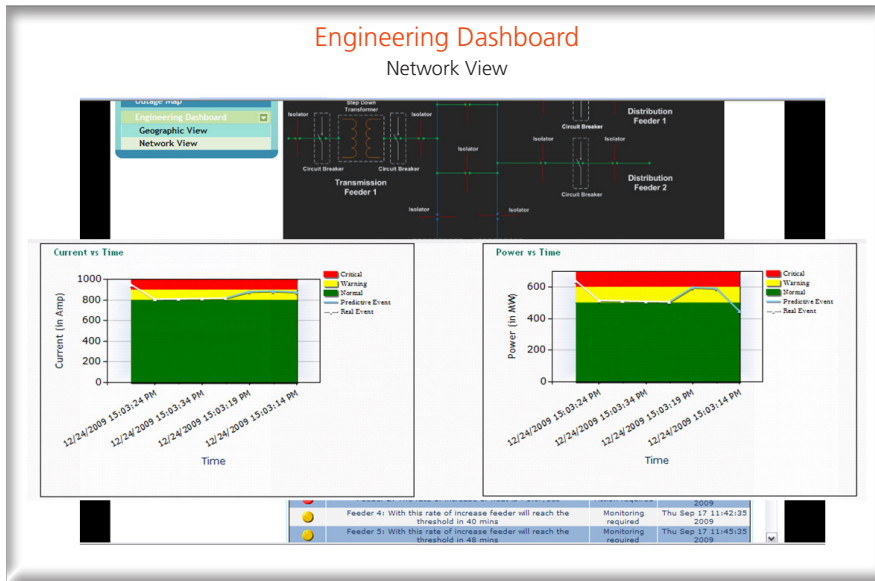 Engineering Dashboard
Network View
Outage Map
Engineering Dashboard
Geographic View
Network View
Isolator
Step Down
Transformer
Isolator
Circuit Breaker
Circuit Breaker
Transmission
Feeder 1
Isolator
Isolator
Isolator
Circuit Breaker
Distribution
Feeder 1
Isolator
Circuit Breaker
Distribution
Feeder 2
Current vs Time
Current (in Amp)
1000
800
600
400
200
0
12/24/2009 15:03:24 PM
12/24/2009 15:03:34 PM
12/24/2009 15:03:19 PM
12/24/2009 15:03:14 PM
Time
Critical
Warning
Normal
Predictive Event
Real Event
Power vs Time
Power (in MW)
600
400
200
0
12/24/2009 15:03:24 PM
12/24/2009 15:03:34 PM
12/24/2009 15:03:19 PM
12/24/2009 15:03:14 PM
Time
Critical
Warning
Normal
Predictive Event
Real Event
2009
Feeder 4: With this rate of increase feeder will reach the
threshold in 40 mins
Monitoring
required
Thu Sep 17 11:42:35
2009
Feeder 5: With this rate of increase feeder will reach the
threshold in 48 mins
Monitoring
required
Thu Sep 17 11:45:35
2009